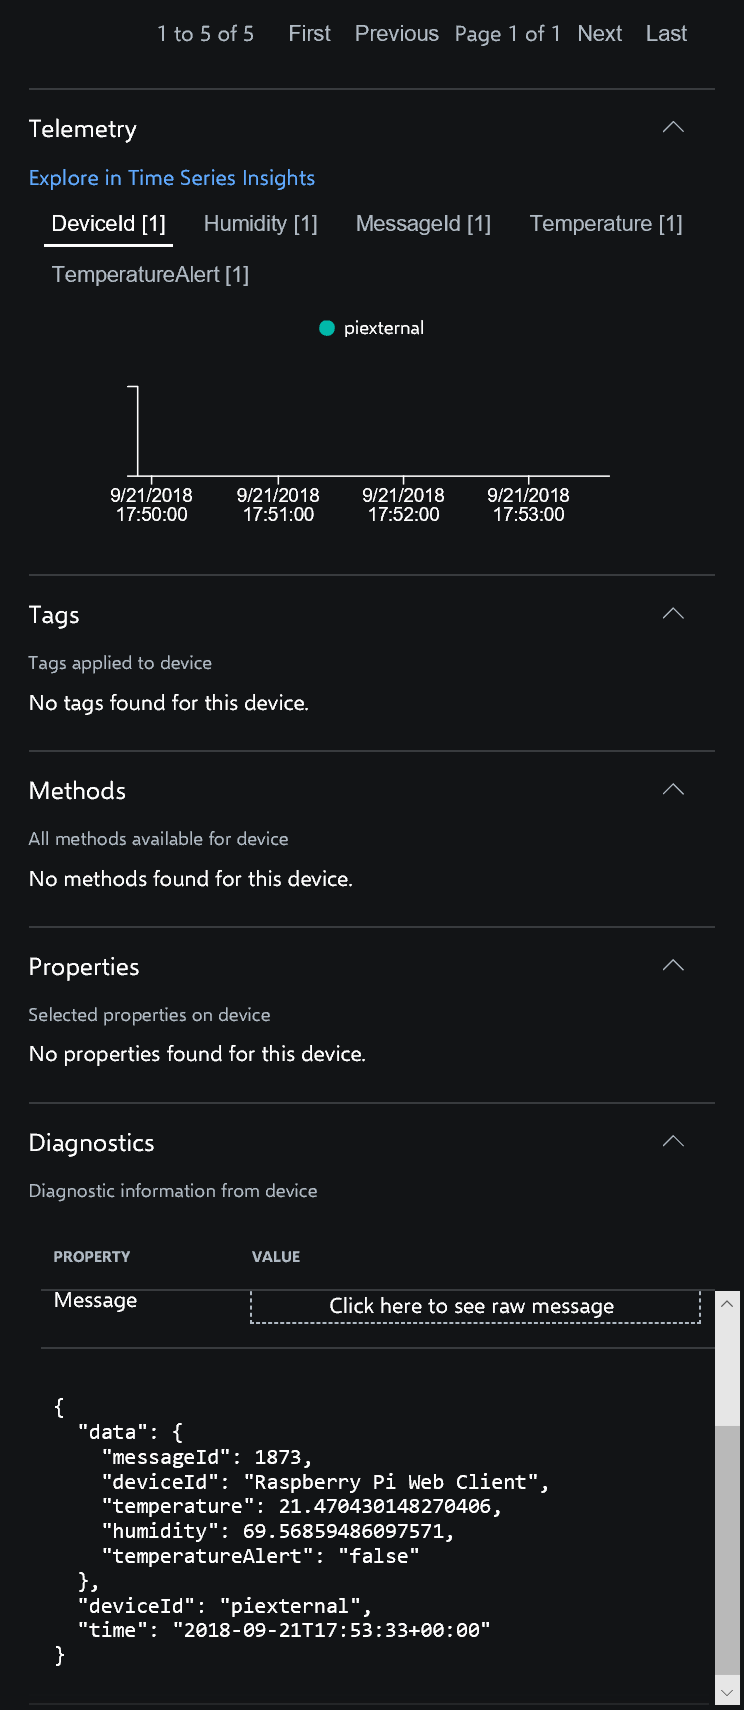 1 to 5 of 5 First Previous Page 1 of 1 Next Last
Telemetry
Explore in Time Series Insights
DeviceId [1] Humidity [1] MessageId [1] Temperature [1]
TemperatureAlert [1]
piexternal
9/21/2018 9/21/2018 9/21/2018 9/21/2018
17:50:00 17:51:00 17:52:00 17:53:00
Tags
Tags applied to device
No tags found for this device.
Methods
All methods available for device
No methods found for this device.
Properties
Selected properties on device
No properties found for this device.
Diagnostics
Diagnostic information from device
PROPERTY VALUE
Message Click here to see raw message
{
"data": {
"messageId": 1873,
"deviceId": "Raspberry Pi Web Client",
"temperature": 21.470430148270406,
"humidity": 69.56859486097571,
"temperatureAlert": "false"
},
"deviceId": "piexternal",
"time": "2018-09-21T17:53:33+00:00"
}